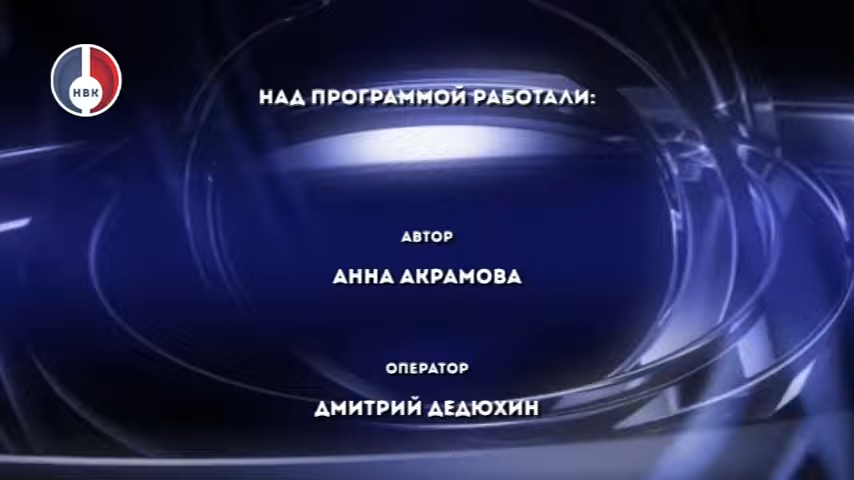 НВК
НАД ПРОГРАММОЙ РАБОТАЛИ:
АВТОР
АННА АКРАМОВА
ОПЕРАТОР
ДМИТРИЙ ДЕДЮХИН